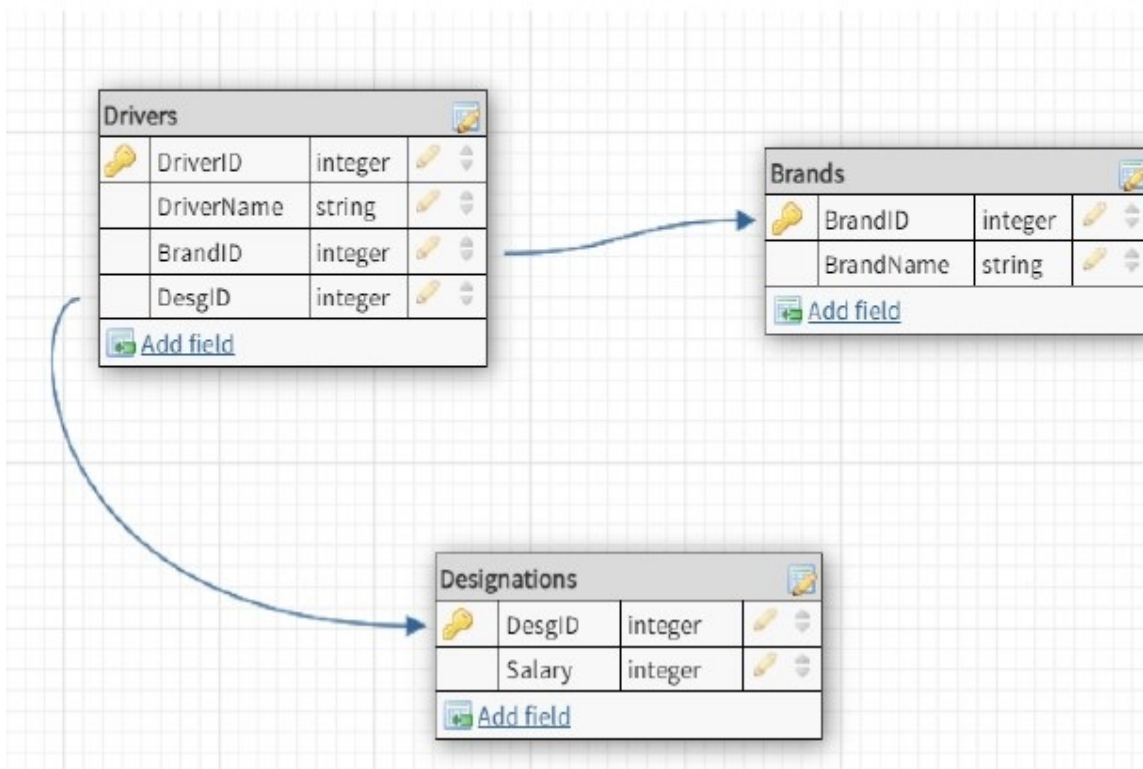 Drivers
DriverID integer
DriverName string
BrandID integer
DesgID integer
Add field
Brands
BrandID integer
BrandName string
Add field
Designations
DesgID integer
Salary integer
Add field